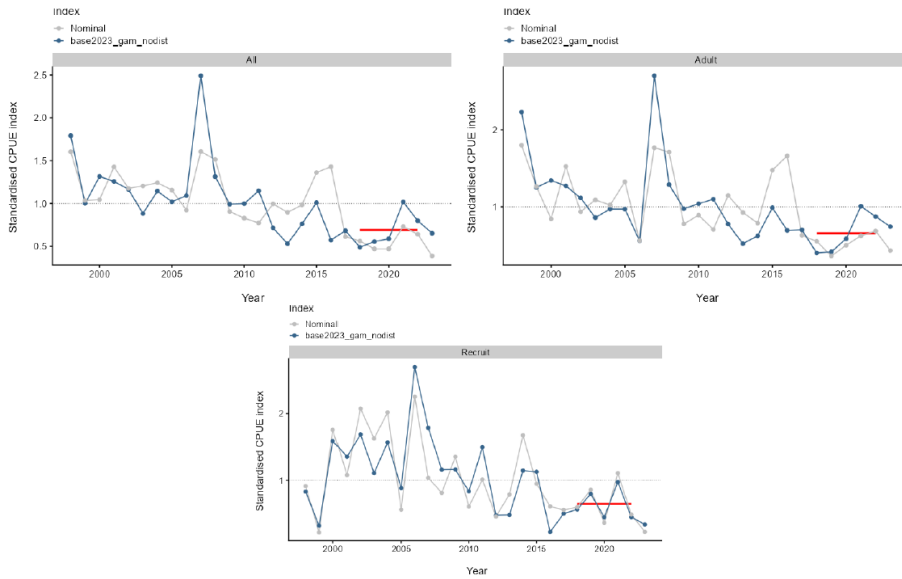 Index
Nominal
base2023_gam_nodist
All
Standardised CPUE index
2.5
2.0
1.5
1.0
0.5
2000 2005 2010 2015 2020
Year
Index
Nominal
base2023_gam_nodist
Adult
Standardised CPUE index
2
1
2000 2005 2010 2015 2020
Year
Index
Nominal
base2023_gam_nodist
Recruit
Standardised CPUE index
2
1
2000 2005 2010 2015 2020
Year